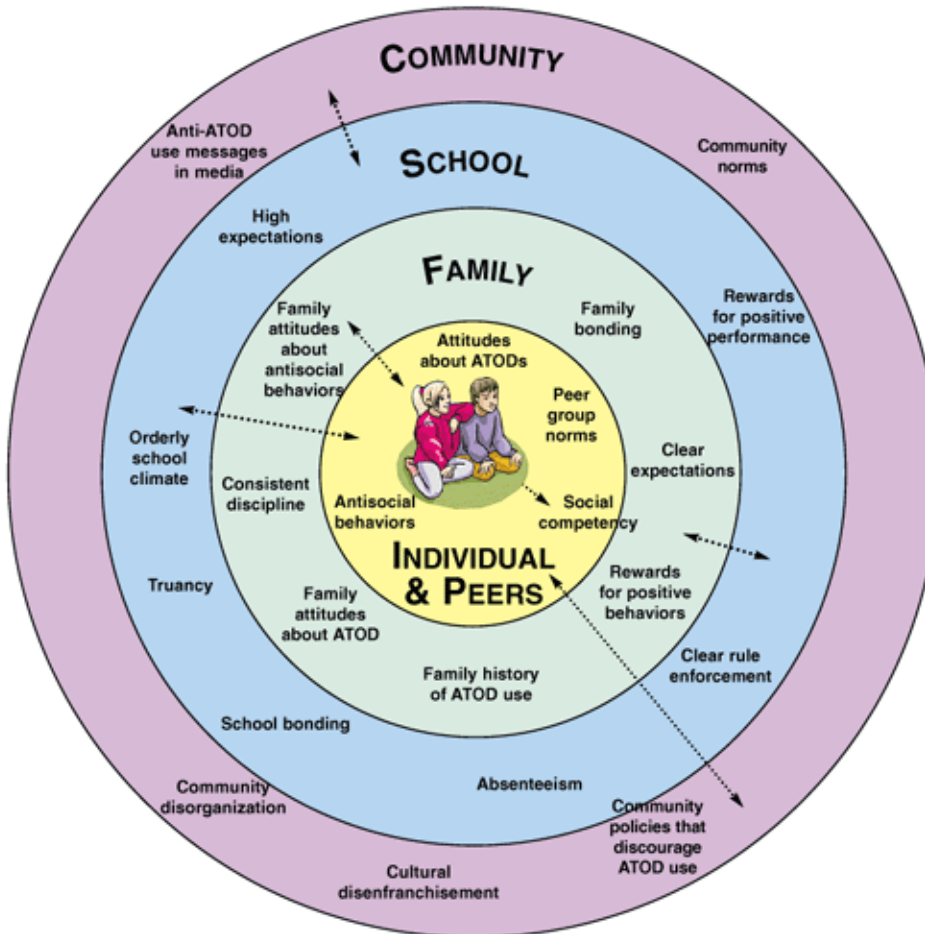 COMMUNITY
Anti-ATOD
use messages
in media
Community
norms
SCHOOL
High
expectations
Rewards
for positive
performance
Orderly
school
climate
Truancy
Clear rule
enforcement
School bonding
Absenteeism
FAMILY
Family
attitudes
about
antisocial
behaviors
Family
bonding
Clear
expectations
Consistent
discipline
Rewards
for positive
behaviors
Family
attitudes
about ATOD
Family history
of ATOD use
Attitudes
about ATODs
Peer
group
norms
Antisocial
behaviors
Social
competency
INDIVIDUAL
& PEERS
Community
disorganization
Cultural
disenfranchisement
Community
policies that
discourage
ATOD use